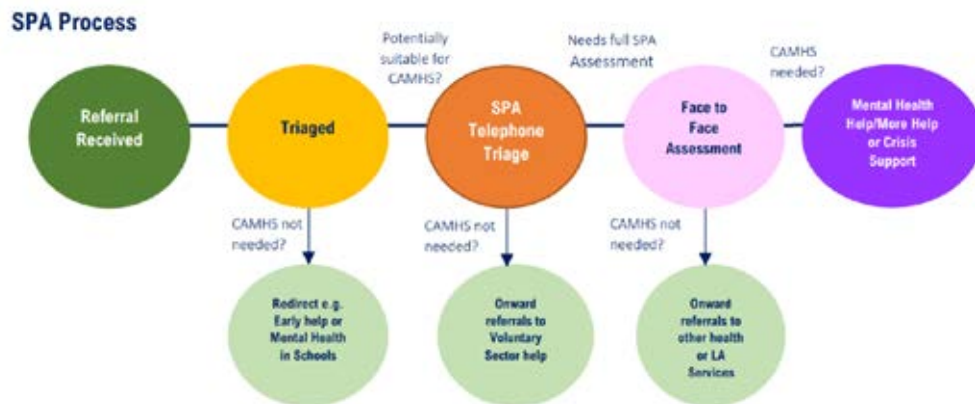 SPA Process
Referral
Received
Triaged
Potentially
suitable for
CAMHS?
SPA
Telephone
Triage
Needs full SPA
Assessment
Face to
Face
Assessment
CAMHS
needed?
Mental Health
Help/More Help
or Crisis
Support
CAMHS not
needed?
Redirect e.g.
Early help or
Mental Health
in Schools
CAMHS not
needed?
Onward
referrals to
Voluntary
Sector help
CAMHS not
needed?
Onward
referrals to
other health
or LA
Services